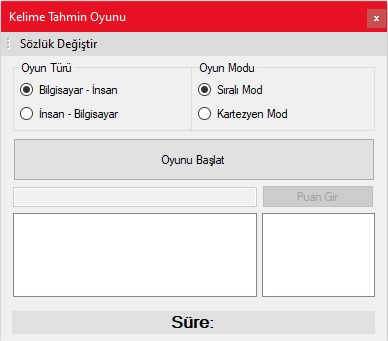 Kelime Tahmin Oyunu
x
Sözlük Değiştir
Oyun Türü
Oyun Modu
Bilgisayar - İnsan
Sıralı Mod
İnsan - Bilgisayar
Kartezyen Mod
Oyunu Başlat
Puan Gir
Süre: